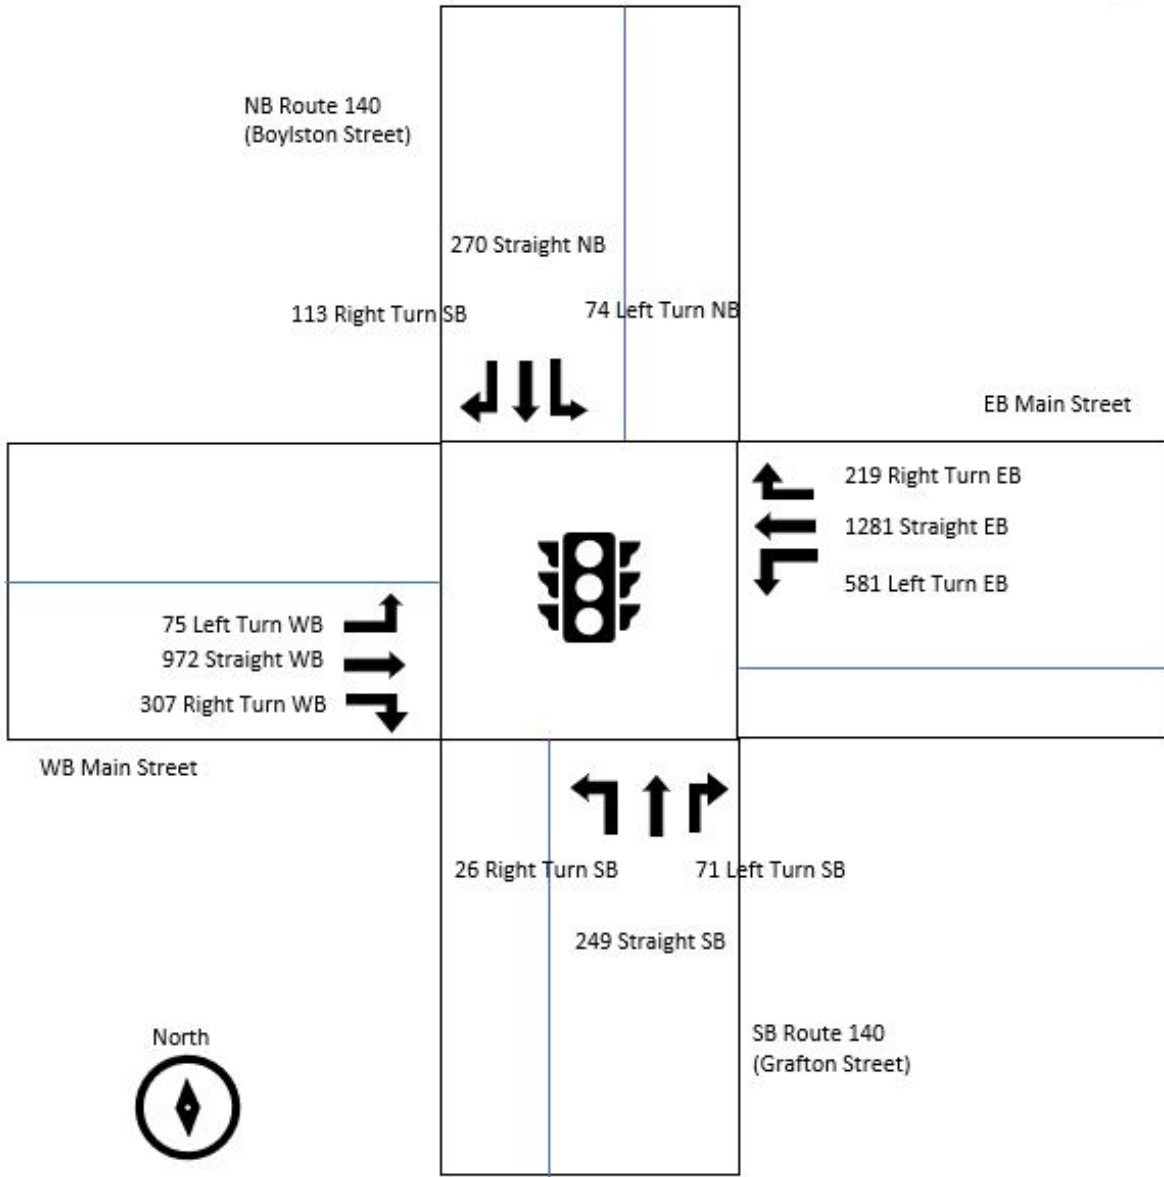 NB Route 140
(Boylston Street)
270 Straight NB
113 Right Turn SB
74 Left Turn NB
EB Main Street
219 Right Turn EB
1281 Straight EB
581 Left Turn EB
75 Left Turn WB
972 Straight WB
307 Right Turn WB
WB Main Street
26 Right Turn SB
71 Left Turn SB
249 Straight SB
North
SB Route 140
(Grafton Street)